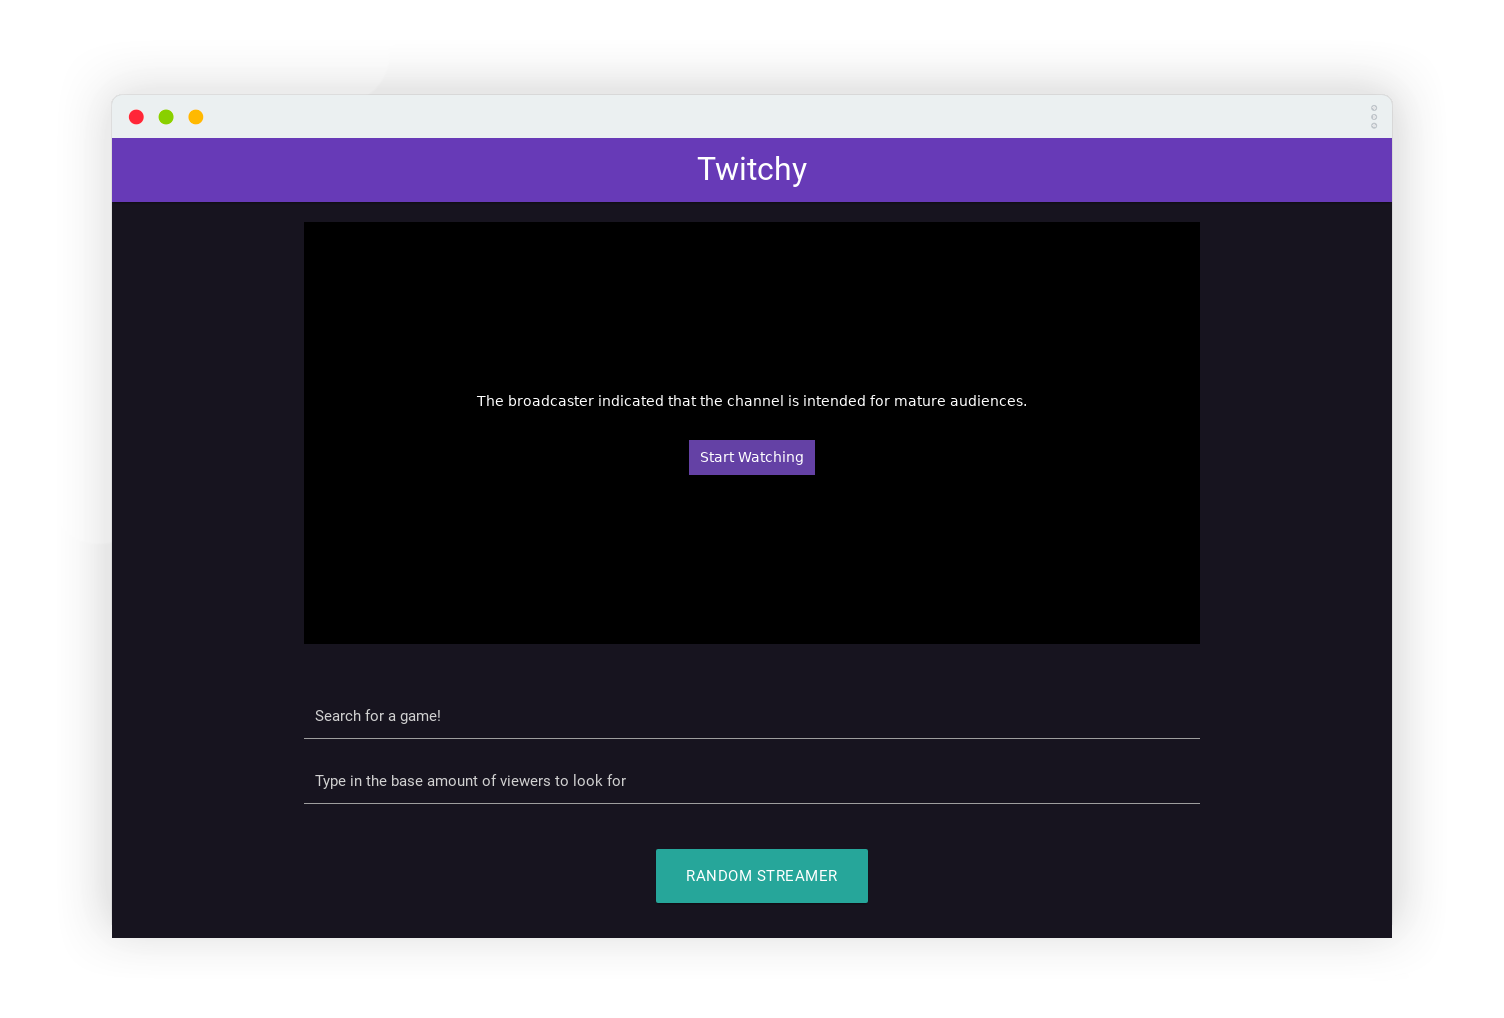 Twitchy
The broadcaster indicated that the channel is intended for mature audiences.
Start Watching
Search for a game!
Type in the base amount of viewers to look for
RANDOM STREAMER